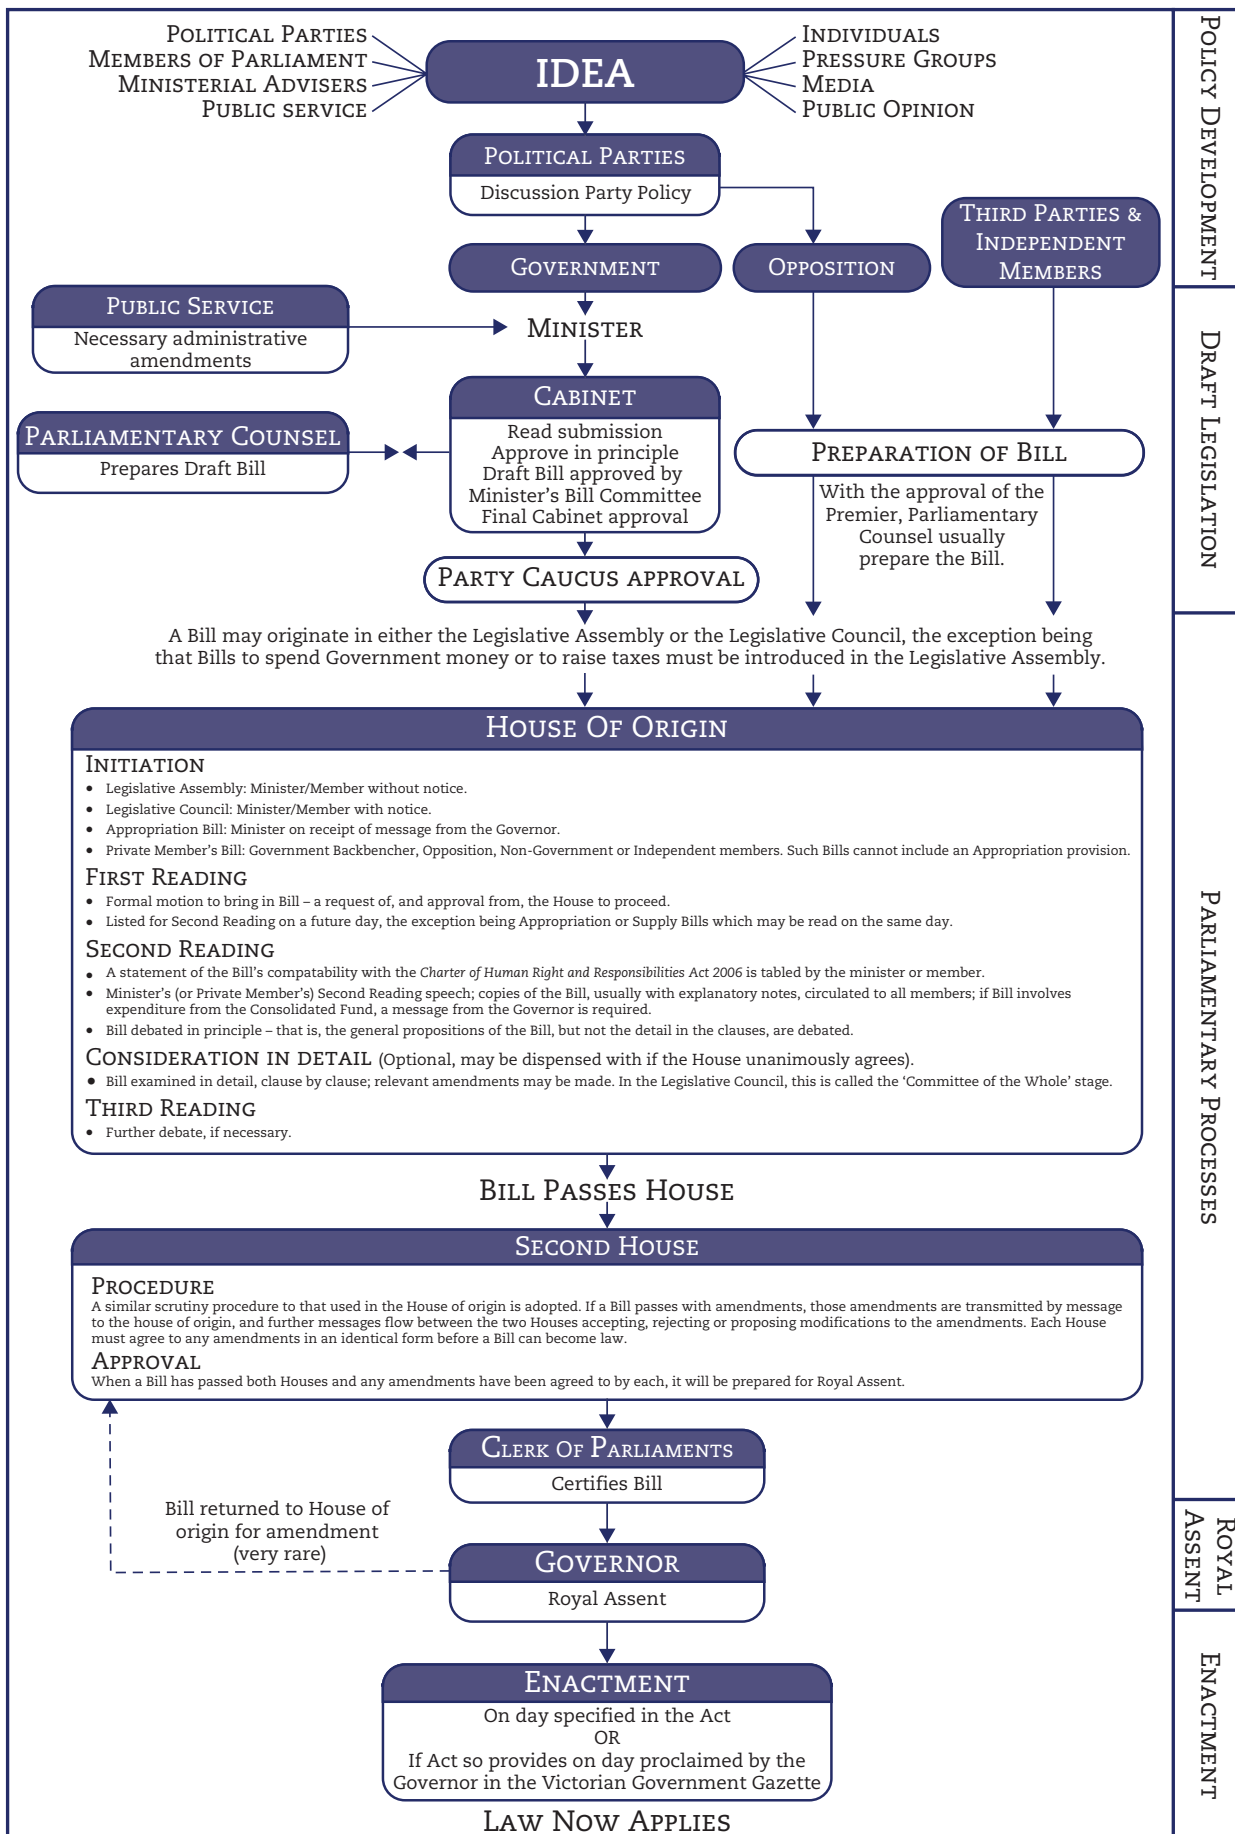 POLITICAL PARTIES
MEMBERS OF PARLIAMENT
MINISTERIAL ADVISERS
PUBLIC SERVICE
IDEA
INDIVIDUALS
PRESSURE GROUPS
MEDIA
PUBLIC OPINION
POLITICAL PARTIES
Discussion Party Policy
GOVERNMENT
OPPOSITION
THIRD PARTIES &
INDEPENDENT
MEMBERS
POLICY DEVELOPMENT
PUBLIC SERVICE
Necessary administrative
amendments
MINISTER
CABINET
Read submission
Approve in principle
Draft Bill approved by
Minister's Bill Committee
Final Cabinet approval
PARLIAMENTARY COUNSEL
Prepares Draft Bill
PREPARATION OF BILL
With the approval of the
Premier, Parliamentary
Counsel usually
prepare the Bill.
PARTY CAUCUS APPROVAL
DRAFT LEGISLATION
A Bill may originate in either the Legislative Assembly or the Legislative Council, the exception being
that Bills to spend Government money or to raise taxes must be introduced in the Legislative Assembly.
HOUSE OF ORIGIN
INITIATION
• Legislative Assembly: Minister/Member without notice.
• Legislative Council: Minister/Member with notice.
• Appropriation Bill: Minister on receipt of message from the Governor.
• Private Member's Bill: Government Backbencher, Opposition, Non-Government or Independent members. Such Bills cannot include an Appropriation provision.
FIRST READING
• Formal motion to bring in Bill – a request of, and approval from, the House to proceed.
• Listed for Second Reading on a future day, the exception being Appropriation or Supply Bills which may be read on the same day.
SECOND READING
• A statement of the Bill's compatability with the Charter of Human Right and Responsibilities Act 2006 is tabled by the minister or member.
• Minister's (or Private Member's) Second Reading speech; copies of the Bill, usually with explanatory notes, circulated to all members; if Bill involves
expenditure from the Consolidated Fund, a message from the Governor is required.
• Bill debated in principle – that is, the general propositions of the Bill, but not the detail in the clauses, are debated.
CONSIDERATION IN DETAIL (Optional, may be dispensed with if the House unanimously agrees).
• Bill examined in detail, clause by clause; relevant amendments may be made. In the Legislative Council, this is called the 'Committee of the Whole' stage.
THIRD READING
• Further debate, if necessary.
BILL PASSES HOUSE
SECOND HOUSE
PROCEDURE
A similar scrutiny procedure to that used in the House of origin is adopted. If a Bill passes with amendments, those amendments are transmitted by message
to the house of origin, and further messages flow between the two Houses accepting, rejecting or proposing modifications to the amendments. Each House
must agree to any amendments in an identical form before a Bill can become law.
APPROVAL
When a Bill has passed both Houses and any amendments have been agreed to by each, it will be prepared for Royal Assent.
PARLIAMENTARY PROCESSES
CLERK OF PARLIAMENTS
Certifies Bill
Bill returned to House of
origin for amendment
(very rare)
GOVERNOR
Royal Assent
ROYAL
ASSENT
ENACTMENT
On day specified in the Act
OR
If Act so provides on day proclaimed by the
Governor in the Victorian Government Gazette
LAW NOW APPLIES
ENACTMENT